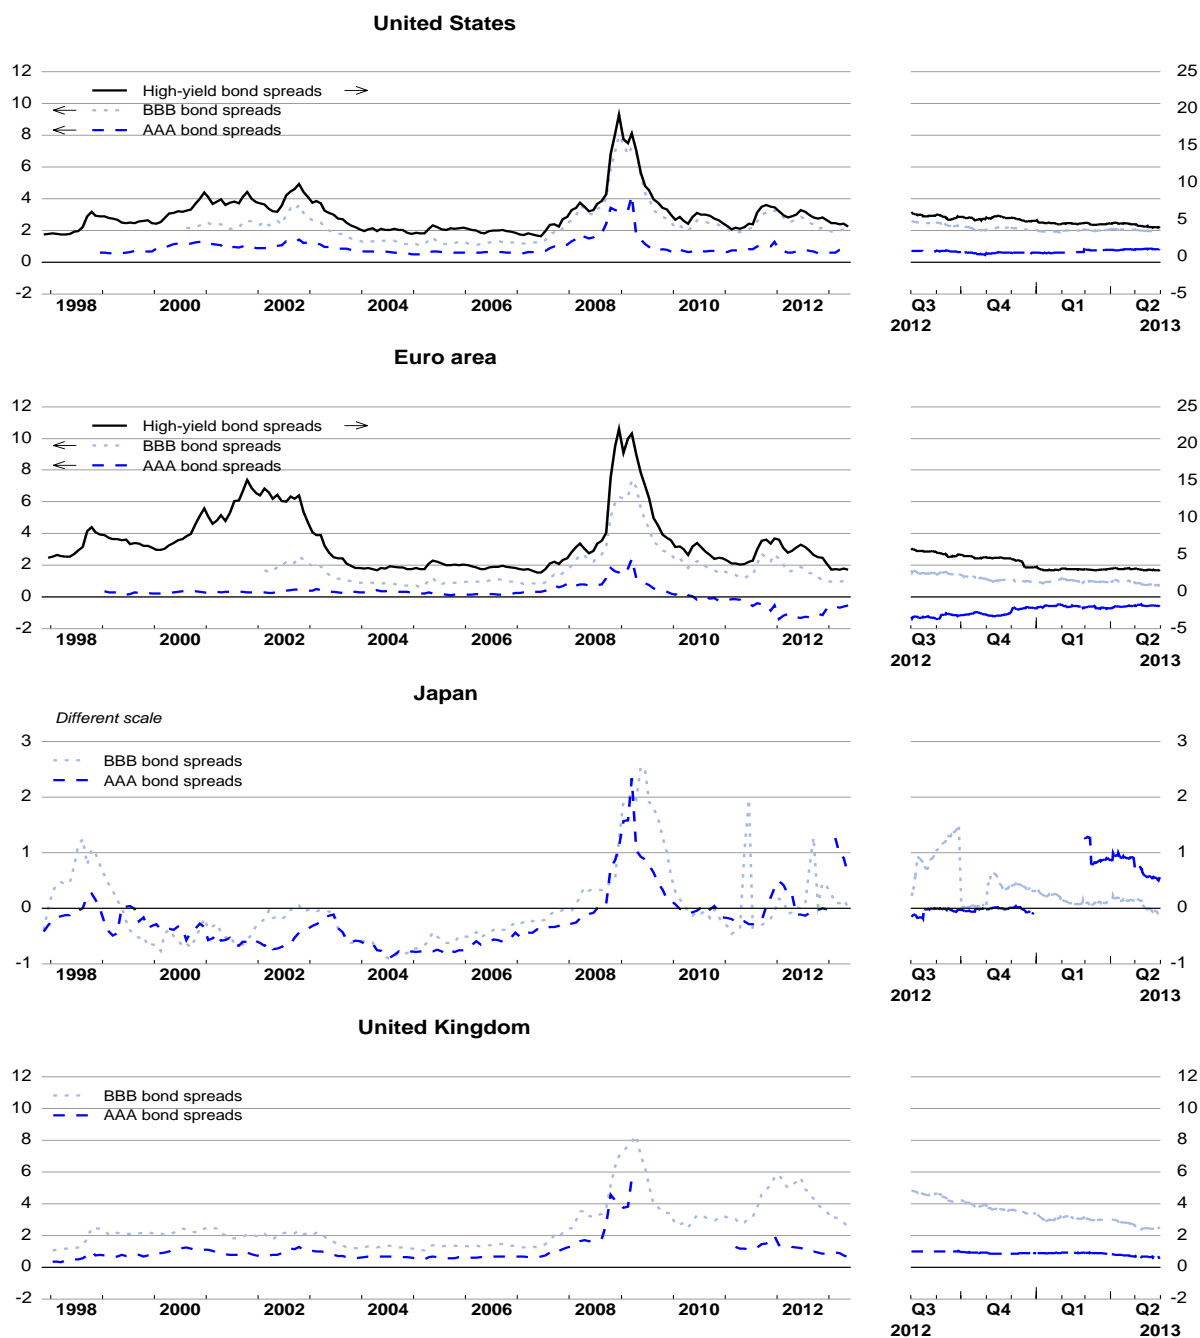 United States
12 25
High-yield bond spreads
10 20
BBB bond spreads
AAA bond spreads
8 15
6
4 10
2 5
0 0
-2 -5
1998 2000 2002 2004 2006 2008 2010 2012 Q3 Q4 Q1 Q2
2012 2013
Euro area
12 25
High-yield bond spreads
10 20
BBB bond spreads
AAA bond spreads
8 15
6
4 10
2 5
0 0
-2 -5
1998 2000 2002 2004 2006 2008 2010 2012 Q3 Q4 Q1 Q2
2012 2013
Japan
Different scale
3 3
BBB bond spreads
AAA bond spreads
2 2
1 1
0 0
-1 -1
1998 2000 2002 2004 2006 2008 2010 2012 Q3 Q4 Q1 Q2
2012 2013
United Kingdom
12 12
BBB bond spreads
10 10
AAA bond spreads
8 8
6 6
4 4
2 2
0 0
-2 -2
1998 2000 2002 2004 2006 2008 2010 2012 Q3 Q4 Q1 Q2
2012 2013